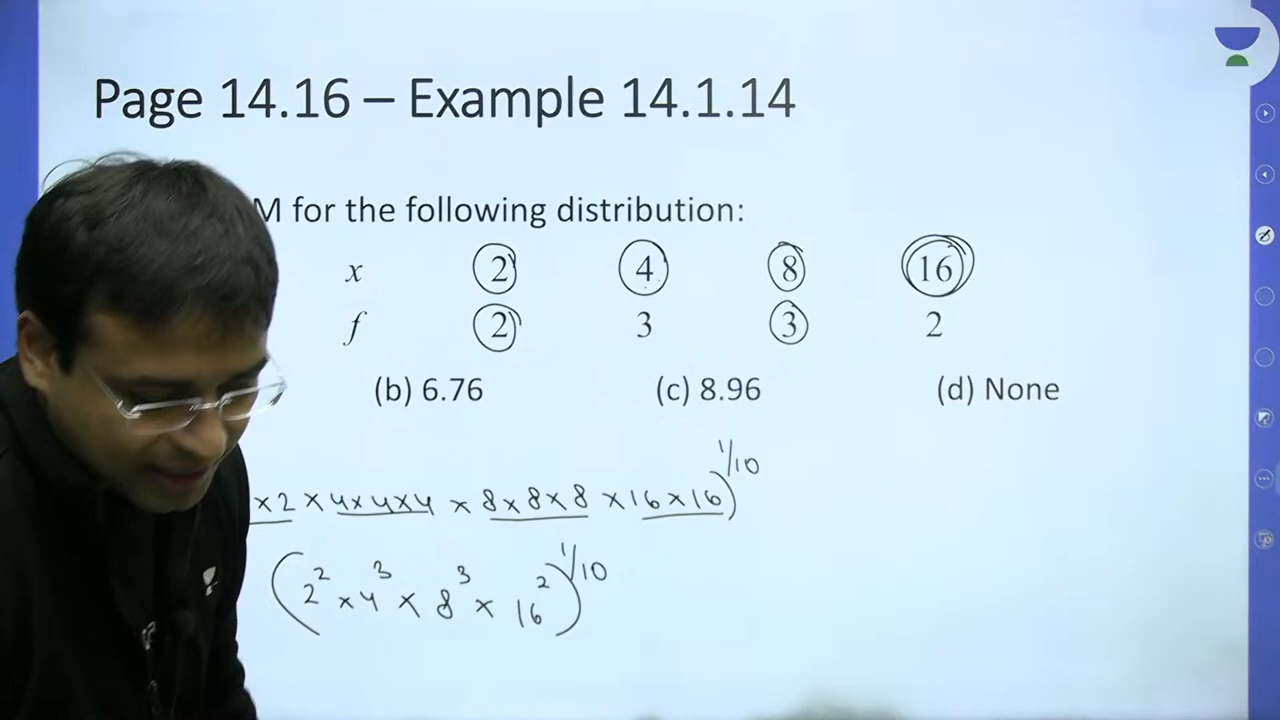 Page 14.16 – Example 14.1.14
M for the following distribution:
x 2 4 8 16
f 2 3 3 2
(b) 6.76 (c) 8.96 (d) None
×2 × 4×4×4 × 8×8×8 ×16×16)^1/10
(2^2 ×4^3 × 8^3 × 16^2)^1/10